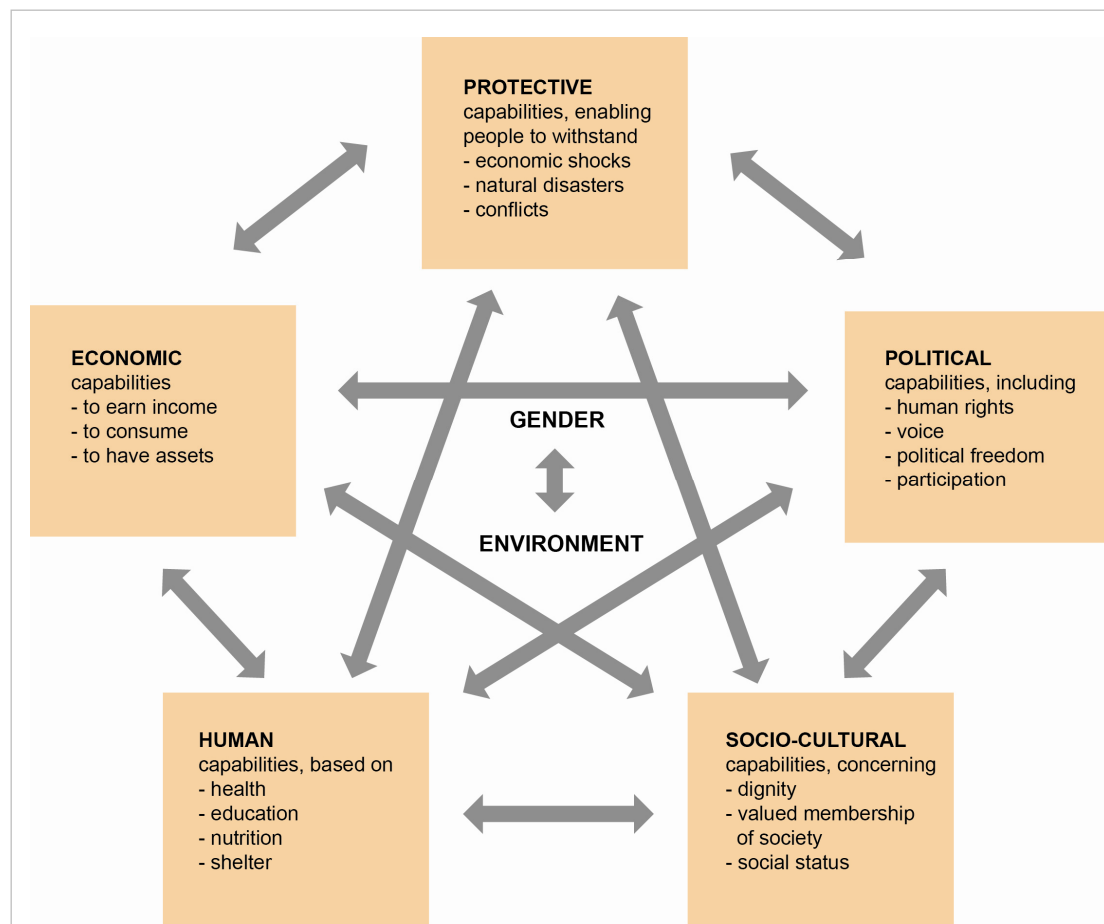 PROTECTIVE
capabilities, enabling
people to withstand
- economic shocks
- natural disasters
- conflicts
ECONOMIC
capabilities
- to earn income
- to consume
- to have assets
POLITICAL
capabilities, including
- human rights
- voice
- political freedom
- participation
GENDER
ENVIRONMENT
HUMAN
capabilities, based on
- health
- education
- nutrition
- shelter
SOCIO-CULTURAL
capabilities, concerning
- dignity
- valued membership
of society
- social status